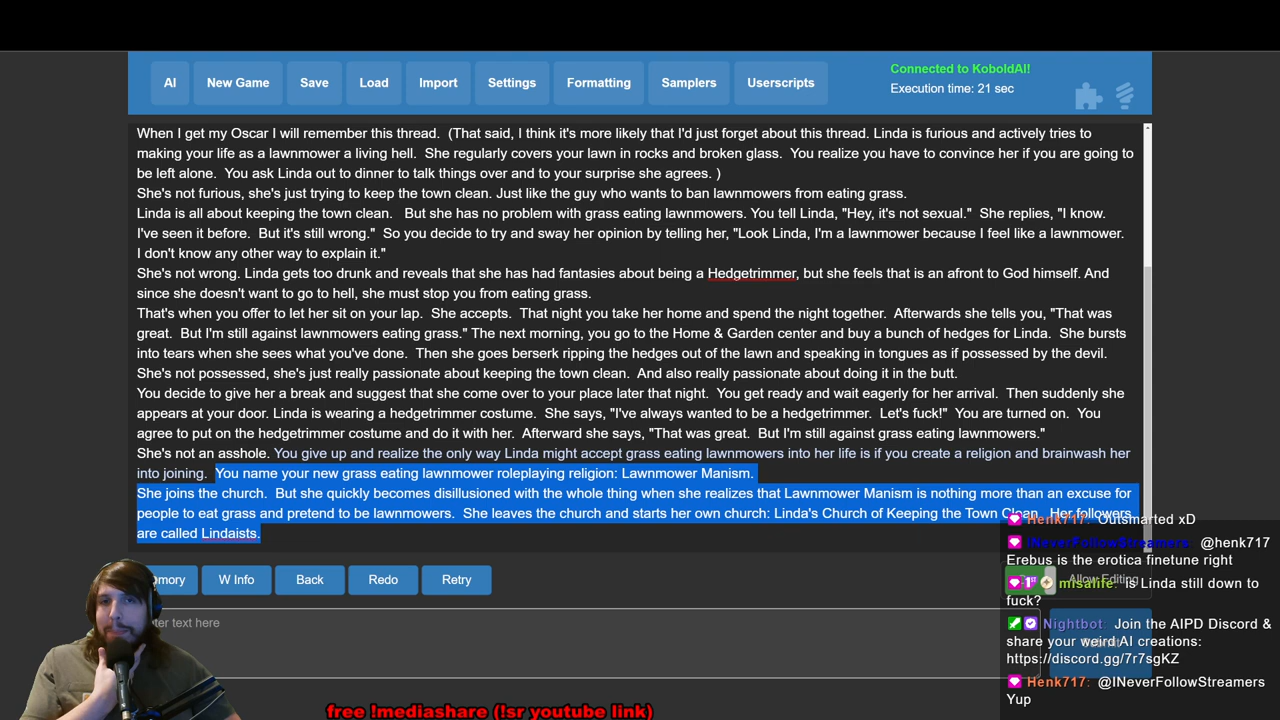 Connected to KoboldAI!
AI
New Game
Save
Load
Import
Settings
Formatting
Samplers
Userscripts
Execution time: 21 sec
When I get my Oscar I will remember this thread.  (That said, I think it's more likely that I'd just forget about this thread. Linda is furious and actively tries to
making your life as a lawnmower a living hell.  She regularly covers your lawn in rocks and broken glass.  You realize you have to convince her if you are going to
be left alone.  You ask Linda out to dinner to talk things over and to your surprise she agrees. )
She's not furious, she's just trying to keep the town clean. Just like the guy who wants to ban lawnmowers from eating grass.
Linda is all about keeping the town clean.   But she has no problem with grass eating lawnmowers. You tell Linda, "Hey, it's not sexual."  She replies, "I know.
I've seen it before.  But it's still wrong."  So you decide to try and sway her opinion by telling her, "Look Linda, I'm a lawnmower because I feel like a lawnmower.
I don't know any other way to explain it."
She's not wrong. Linda gets too drunk and reveals that she has had fantasies about being a Hedgetrimmer, but she feels that is an afront to God himself. And
since she doesn't want to go to hell, she must stop you from eating grass.
That's when you offer to let her sit on your lap.  She accepts.  That night you take her home and spend the night together.  Afterwards she tells you, "That was
great.  But I'm still against lawnmowers eating grass." The next morning, you go to the Home & Garden center and buy a bunch of hedges for Linda.  She bursts
into tears when she sees what you've done.  Then she goes berserk ripping the hedges out of the lawn and speaking in tongues as if possessed by the devil.
She's not possessed, she's just really passionate about keeping the town clean.  And also really passionate about doing it in the butt.
You decide to give her a break and suggest that she come over to your place later that night.  You get ready and wait eagerly for her arrival.  Then suddenly she
appears at your door. Linda is wearing a hedgetrimmer costume.  She says, "I've always wanted to be a hedgetrimmer.  Let's fuck!"  You are turned on.  You
agree to put on the hedgetrimmer costume and do it with her.  Afterward she says, "That was great.  But I'm still against grass eating lawnmowers."
She's not an asshole. You give up and realize the only way Linda might accept grass eating lawnmowers into her life is if you create a religion and brainwash her
into joining.  You name your new grass eating lawnmower roleplaying religion: Lawnmower Manism.
She joins the church.  But she quickly becomes disillusioned with the whole thing when she realizes that Lawnmower Manism is nothing more than an excuse for
people to eat grass and pretend to be lawnmowers.  She leaves the church and starts her own church: Linda's Church of Keeping the Town Clean.  Her followers
are called Lindaists.
W Info
Back
Redo
Retry
Allow Editing
text here
Henk717: Outsmarted xD
INeverFollowStreamers: @henk717
Erebus is the erotica finetune right
misalife: is Linda still down to
fuck?
Nightbot: Join the AIPD Discord &
share your weird AI creations:
https://discord.gg/7r7sgKZ
Henk717: @INeverFollowStreamers
Yup
free !mediashare (!sr youtube link)